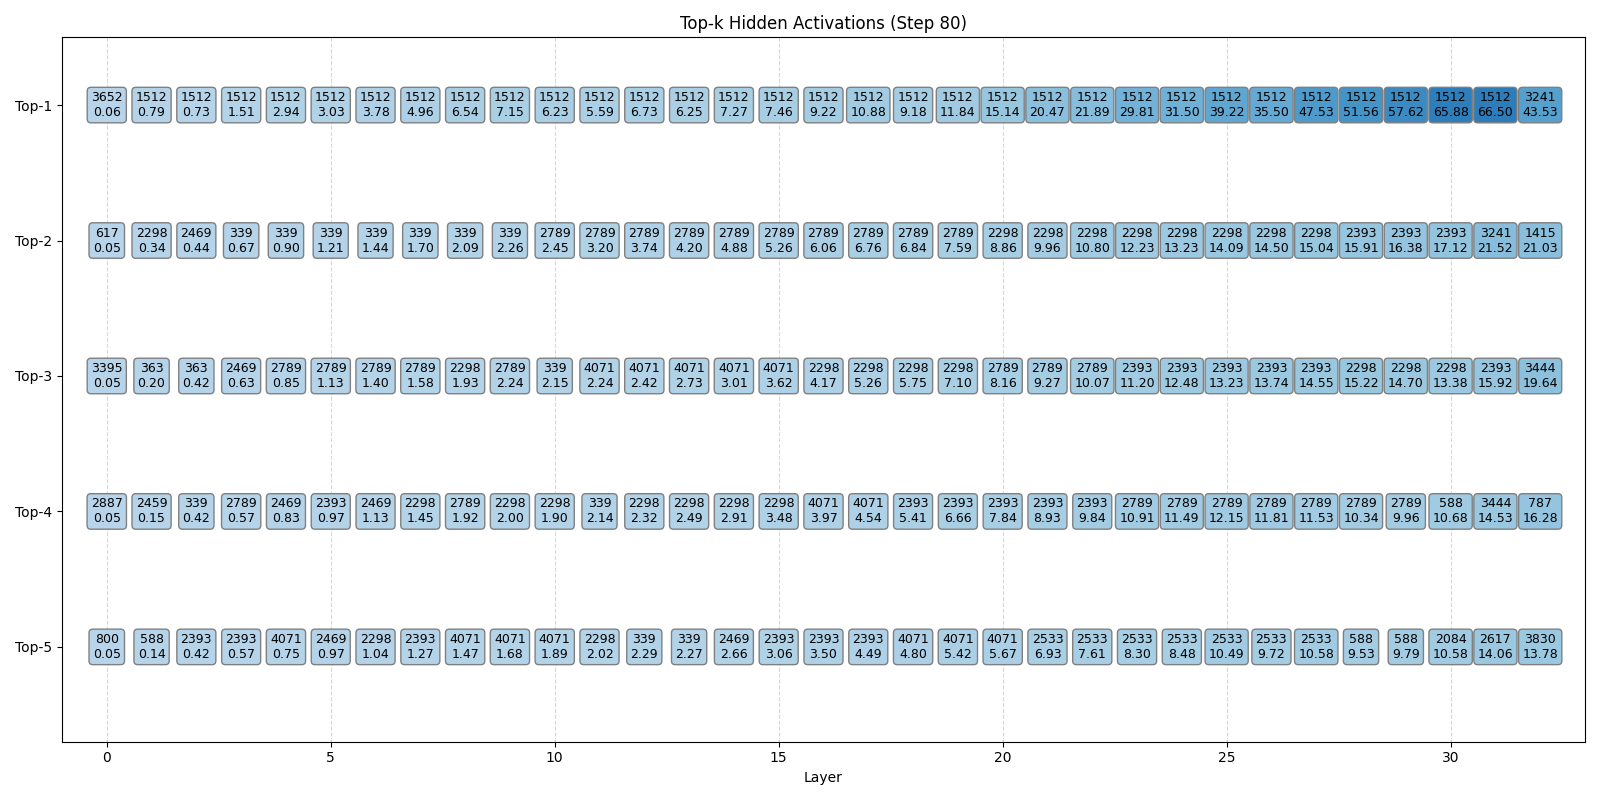 Top-k Hidden Activations (Step 80)
Top-1
3652 1512 1512 1512 1512 1512 1512 1512 1512 1512 1512 1512 1512 1512 1512 1512 1512 1512 1512 1512 1512 1512 1512 1512 1512 1512 1512 1512 1512 1512 1512 1512 3241
0.06 0.79 0.73 1.51 2.94 3.03 3.78 4.96 6.54 7.15 6.23 5.59 6.73 6.25 7.27 7.46 9.22 10.88 9.18 11.84 15.14 20.47 21.89 29.81 31.50 39.22 35.50 47.53 51.56 57.62 65.88 66.50 43.53
Top-2
617 2298 2469 339 339 339 339 339 339 339 2789 2789 2789 2789 2789 2789 2789 2789 2789 2789 2298 2298 2298 2298 2298 2298 2298 2298 2393 2393 2393 3241 1415
0.05 0.34 0.44 0.67 0.90 1.21 1.44 1.70 2.09 2.26 2.45 3.20 3.74 4.20 4.88 5.26 6.06 6.76 6.84 7.59 8.86 9.96 10.80 12.23 13.23 14.09 14.50 15.04 15.91 16.38 17.12 21.52 21.03
Top-3
3395 363 363 2469 2789 2789 2789 2789 2298 2789 339 4071 4071 4071 4071 4071 2298 2298 2298 2298 2789 2789 2789 2393 2393 2393 2393 2393 2298 2298 2298 2393 3444
0.05 0.20 0.42 0.63 0.85 1.13 1.40 1.58 1.93 2.24 2.15 2.24 2.42 2.73 3.01 3.62 4.17 5.26 5.75 7.10 8.16 9.27 10.07 11.20 12.48 13.23 13.74 14.55 15.22 14.70 13.38 15.92 19.64
Top-4
2887 2459 339 2789 2469 2393 2469 2298 2789 2298 2298 339 2298 2298 2298 2298 4071 4071 2393 2393 2393 2393 2393 2789 2789 2789 2789 2789 2789 2789 588 3444 787
0.05 0.15 0.42 0.57 0.83 0.97 1.13 1.45 1.92 2.00 1.90 2.14 2.32 2.49 2.91 3.48 3.97 4.54 5.41 6.66 7.84 8.93 9.84 10.91 11.49 12.15 11.81 11.53 10.34 9.96 10.68 14.53 16.28
Top-5
800 588 2393 2393 4071 2469 2298 2393 4071 4071 4071 2298 339 339 2469 2393 2393 2393 4071 4071 4071 2533 2533 2533 2533 2533 2533 2533 588 588 2084 2617 3830
0.05 0.14 0.42 0.57 0.75 0.97 1.04 1.27 1.47 1.68 1.89 2.02 2.29 2.27 2.66 3.06 3.50 4.49 4.80 5.42 5.67 6.93 7.61 8.30 8.48 10.49 9.72 10.58 9.53 9.79 10.58 14.06 13.78
0 5 10 15 20 25 30
Layer